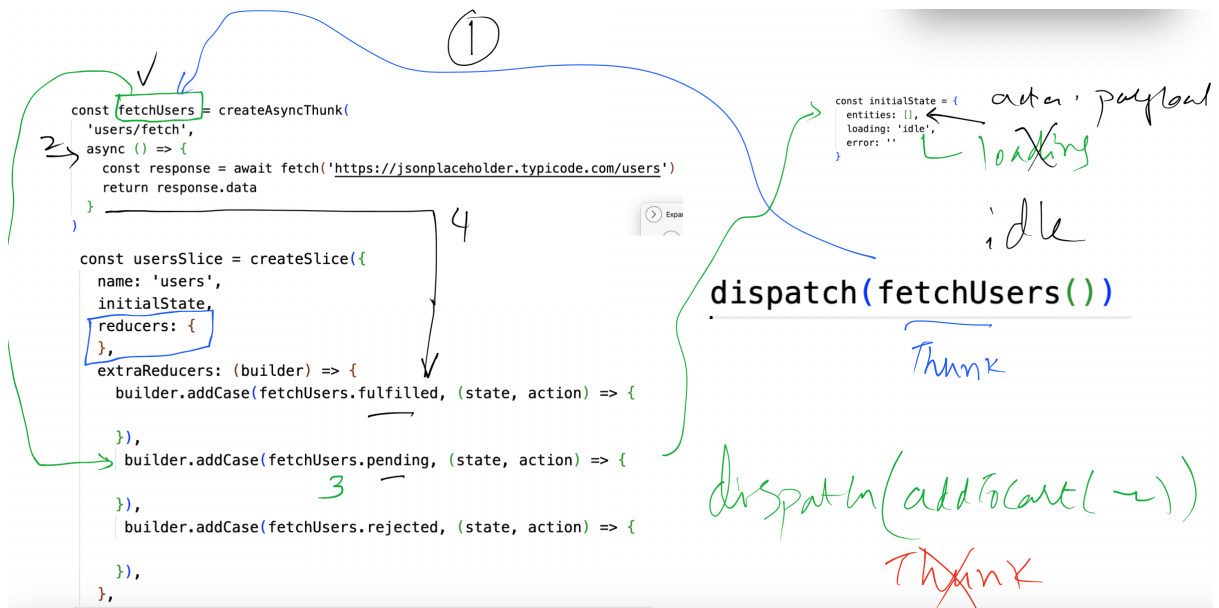 1
const fetchUsers = createAsyncThunk(
'users/fetch',
2
async () => {
const response = await fetch('https://jsonplaceholder.typicode.com/users')
return response.data
}
)
4
Expa
const usersSlice = createSlice({
name: 'users',
initialState,
reducers: {
},
extraReducers: (builder) => {
builder.addCase(fetchUsers.fulfilled, (state, action) => {
}),
builder.addCase(fetchUsers.pending, (state, action) => {
3
}),
builder.addCase(fetchUsers.rejected, (state, action) => {
}),
},
const initialState = {
entities: [],
loading: 'idle',
error: ''
}
payload
loading
idle
dispatch(fetchUsers())
Thunk
dispatch(addToCart(~))
Thunk